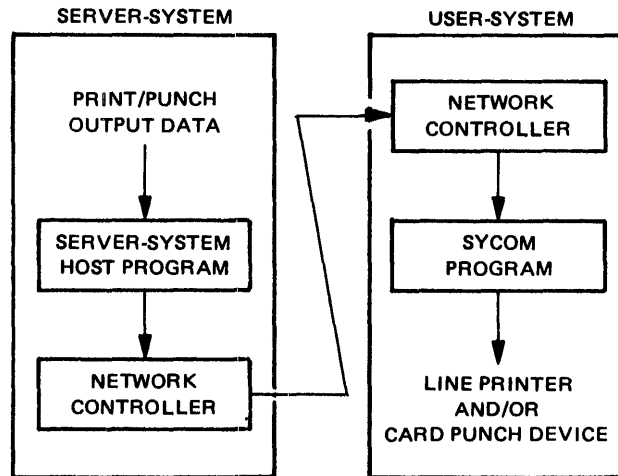 SERVER-SYSTEM
PRINT/PUNCH
OUTPUT DATA
SERVER-SYSTEM
HOST PROGRAM
NETWORK
CONTROLLER
USER-SYSTEM
NETWORK
CONTROLLER
SYCOM
PROGRAM
LINE PRINTER
AND/OR
CARD PUNCH DEVICE